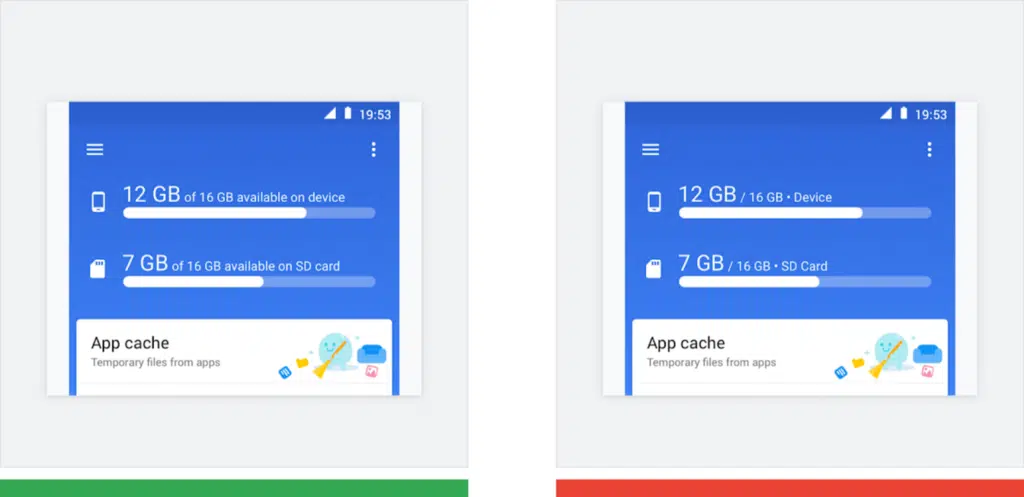 19:53
12 GB of 16 GB available on device
7 GB of 16 GB available on SD card
App cache
Temporary files from apps
19:53
12 GB / 16 GB • Device
7 GB / 16 GB • SD Card
App cache
Temporary files from apps